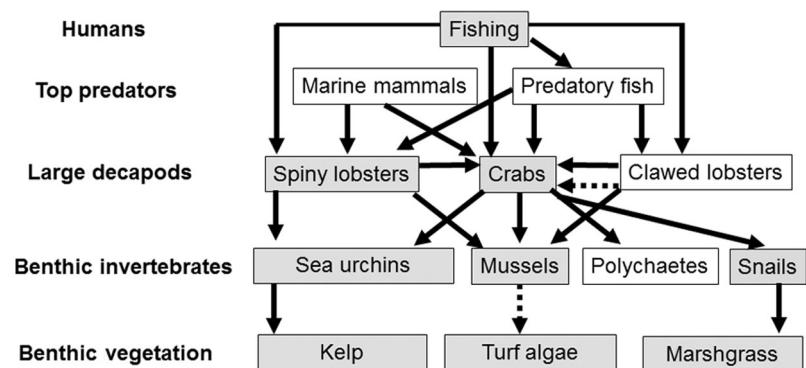 Humans
Fishing
Top predators
Marine mammals
Predatory fish
Large decapods
Spiny lobsters
Crabs
Clawed lobsters
Benthic invertebrates
Sea urchins
Mussels
Polychaetes
Snails
Benthic vegetation
Kelp
Turf algae
Marshgrass